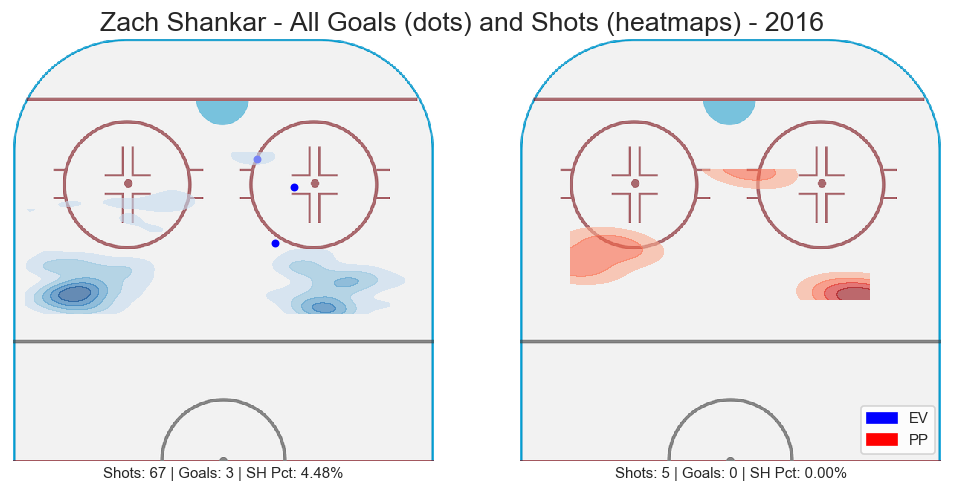 Zach Shankar - All Goals (dots) and Shots (heatmaps) - 2016
EV
PP
Shots: 67 | Goals: 3 | SH Pct: 4.48%
Shots: 5 | Goals: 0 | SH Pct: 0.00%